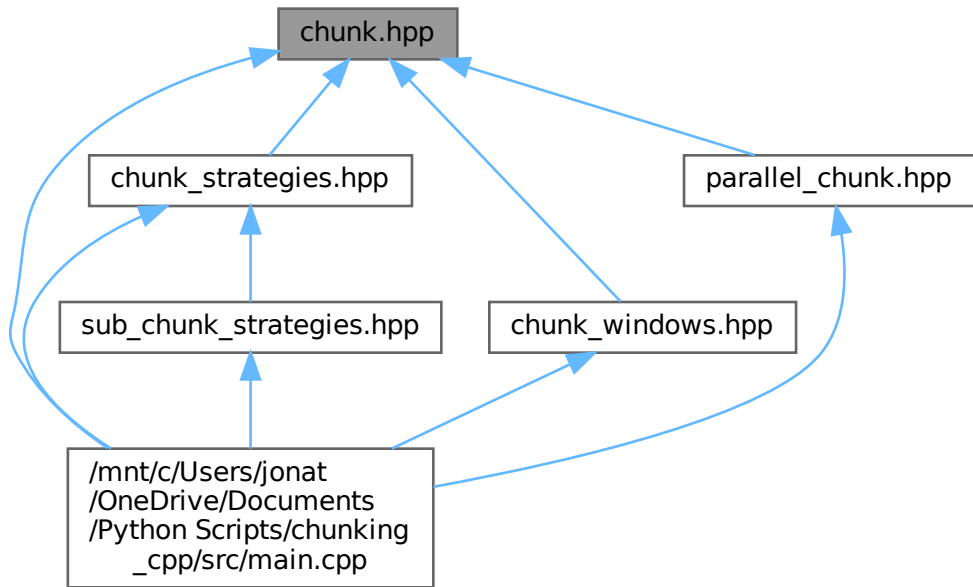 chunk.hpp
chunk_strategies.hpp
parallel_chunk.hpp
sub_chunk_strategies.hpp
chunk_windows.hpp
/mnt/c/Users/jonat
/OneDrive/Documents
/Python Scripts/chunking
_cpp/src/main.cpp